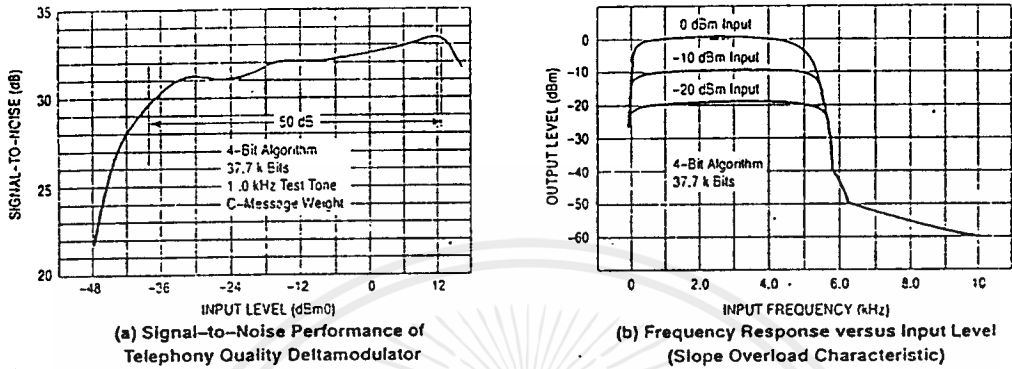 35
SIGNAL-TO-NOISE (dB)
30
25
20
50 dB
4-Bit Algorithm
37.7 k Bits
1.0 kHz Test Tone
C-Message Weight
-48 -36 -24 -12 0 12
INPUT LEVEL (dBm0)
(a) Signal-to-Noise Performance of
Telephony Quality Deltamodulator
0 dBm Input
-10 dBm Input
-20 dBm Input
OUTPUT LEVEL (dBm)
0
-10
-20
-30
-40
-50
-60
4-Bit Algorithm
37.7 k Bits
0 2.0 4.0 6.0 8.0 10
INPUT FREQUENCY (kHz)
(b) Frequency Response versus Input Level
(Slope Overload Characteristic)